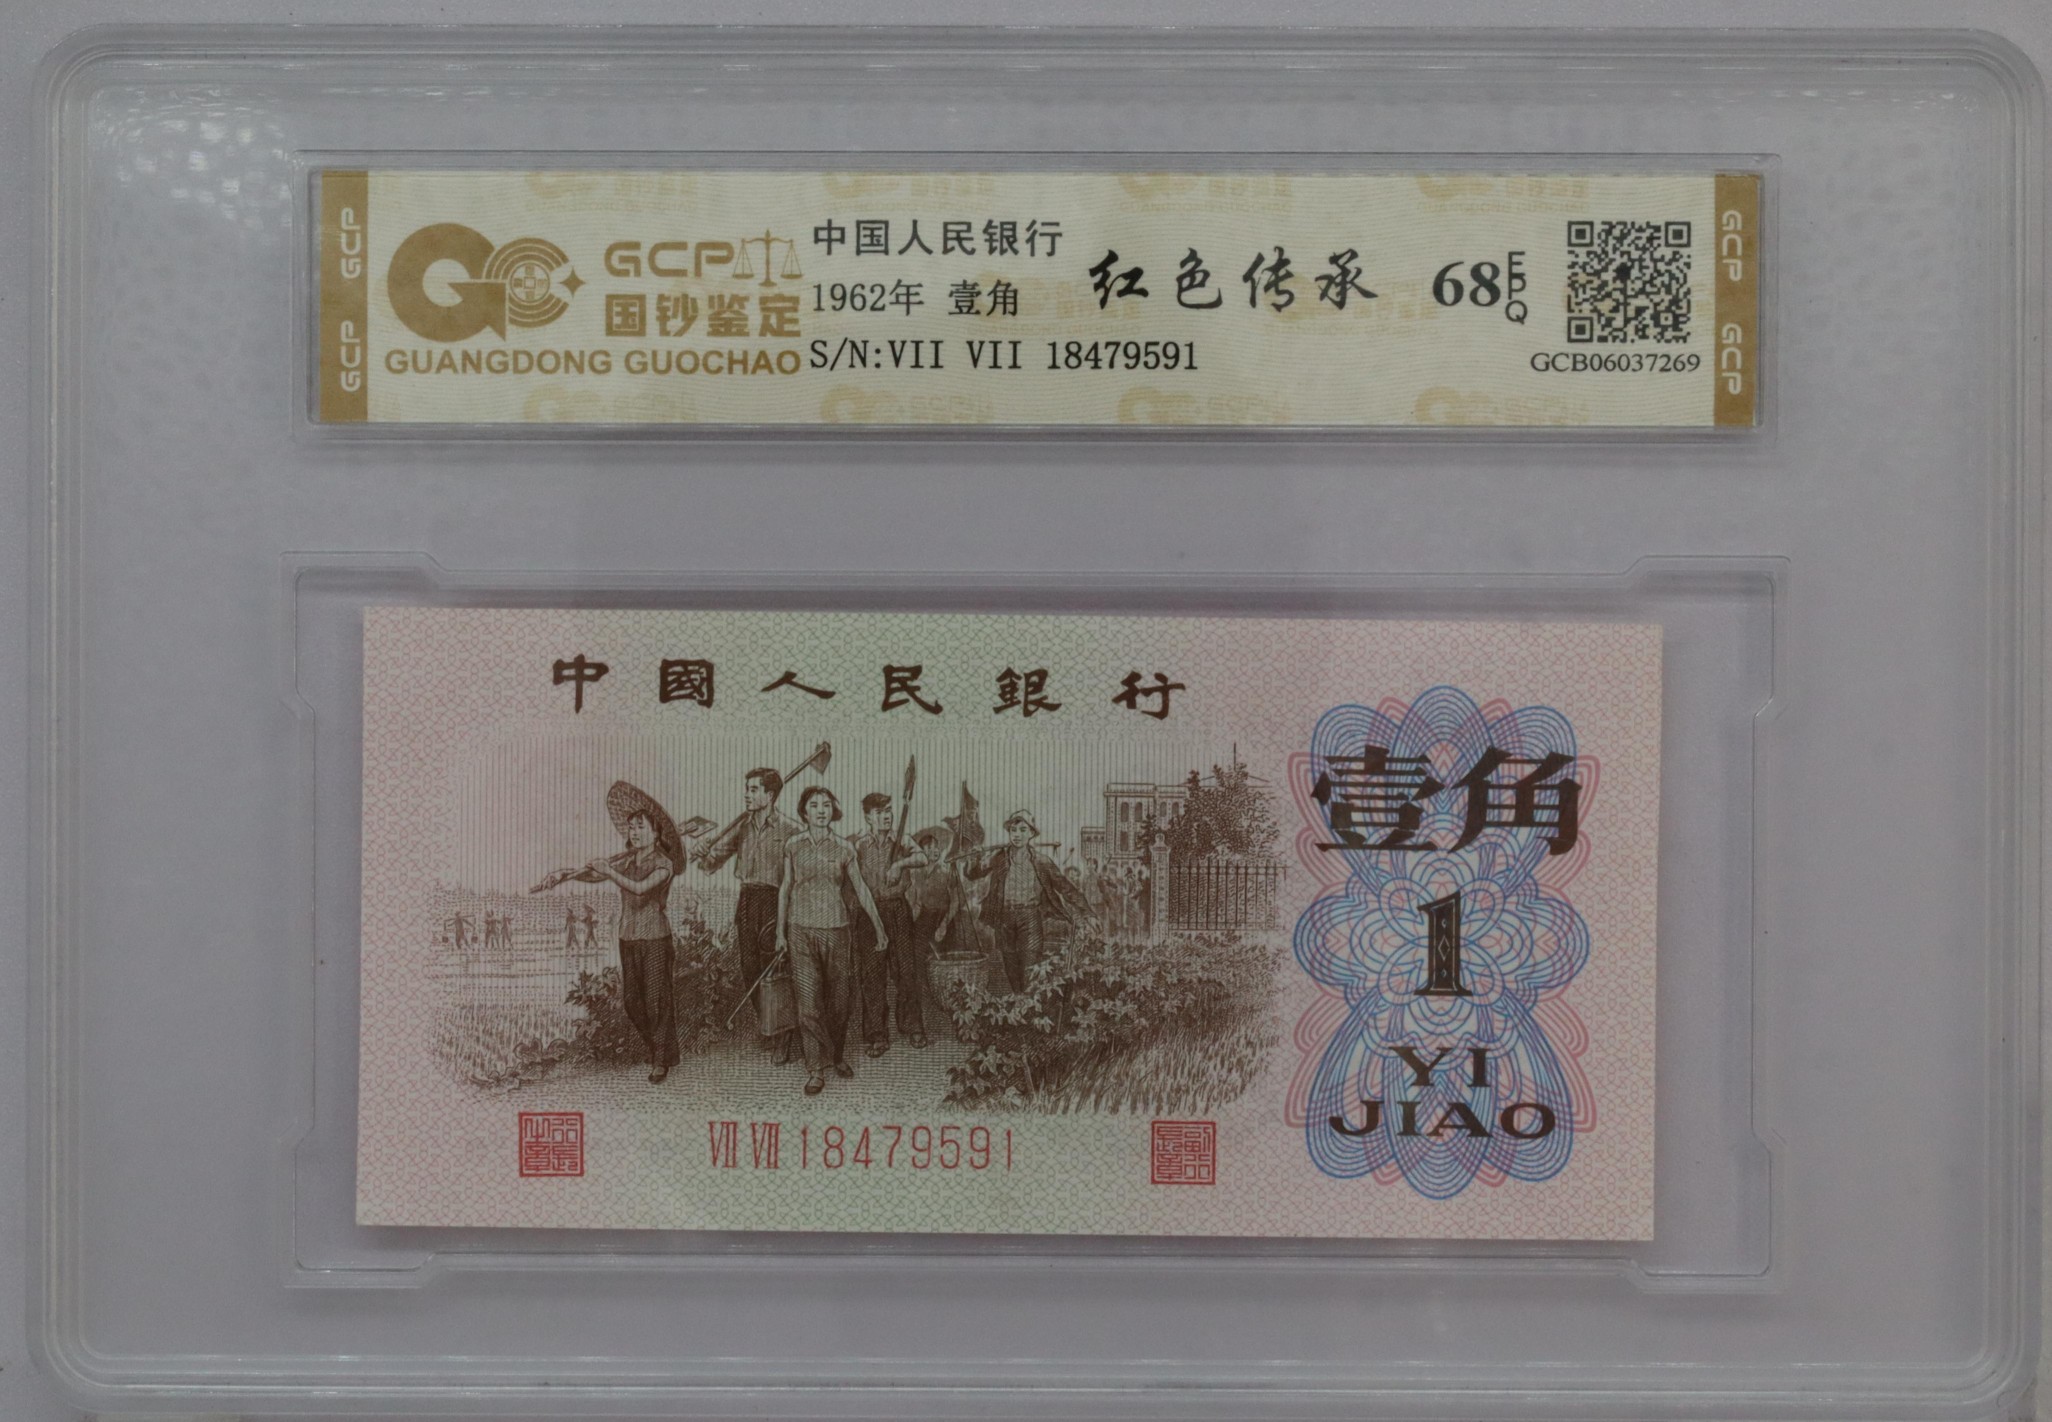 GCP
GCP
GCP
国钞鉴定
GUANGDONG GUOCHAO
中国人民银行
1962年 壹角
S/N:VII VII 18479591
红色传承
68
EPQ
GCB06037269
GCP
GCP
中國人民銀行
壹角
1
YI
JIAO
VII VII 18479591